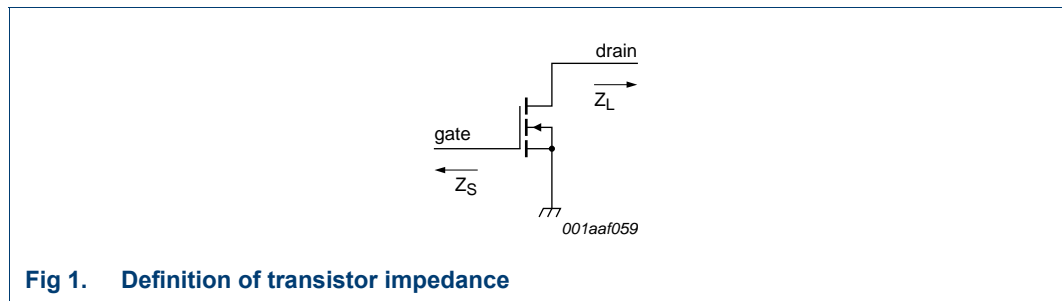 drain
Z_L
gate
Z_S
001aaf059
Fig 1. Definition of transistor impedance